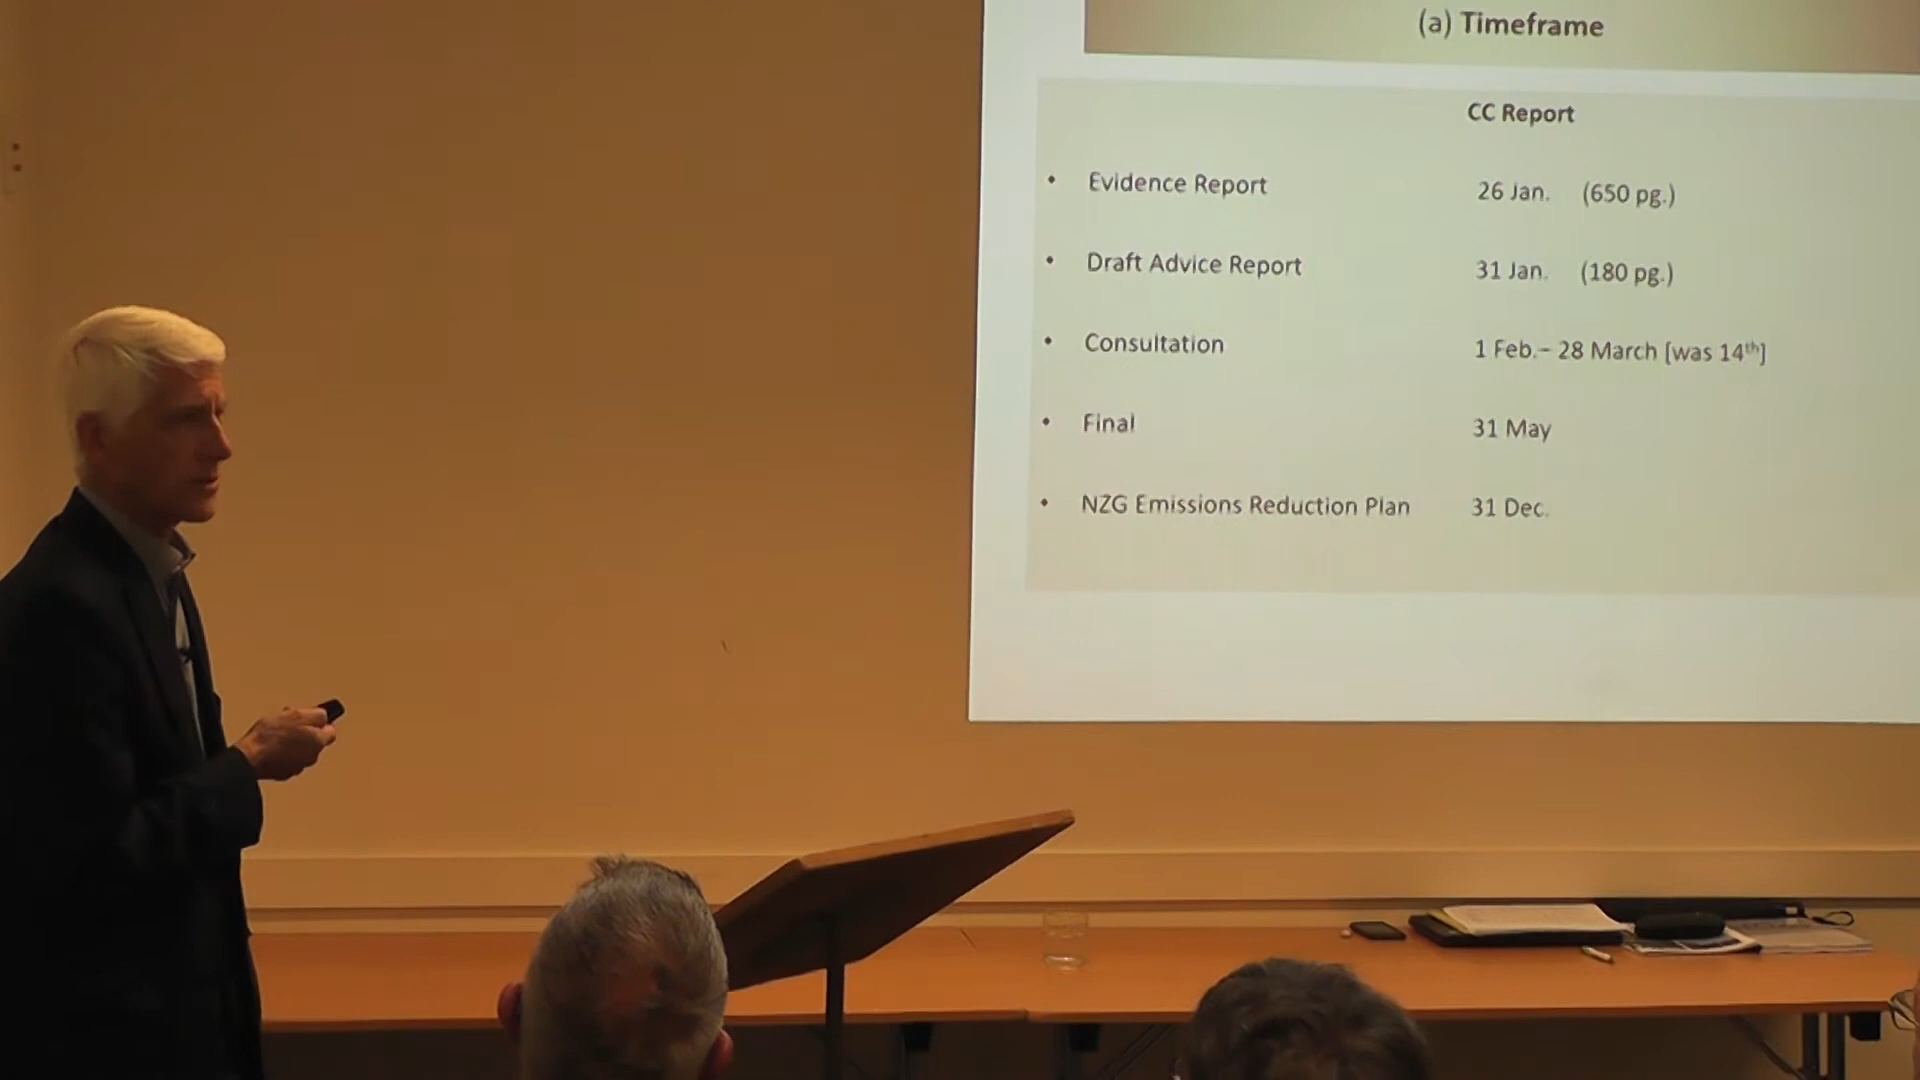 (a) Timeframe
CC Report
• Evidence Report 26 Jan. (650 pg.)
• Draft Advice Report 31 Jan. (180 pg.)
• Consultation 1 Feb.– 28 March [was 14th]
• Final 31 May
• NZG Emissions Reduction Plan 31 Dec.